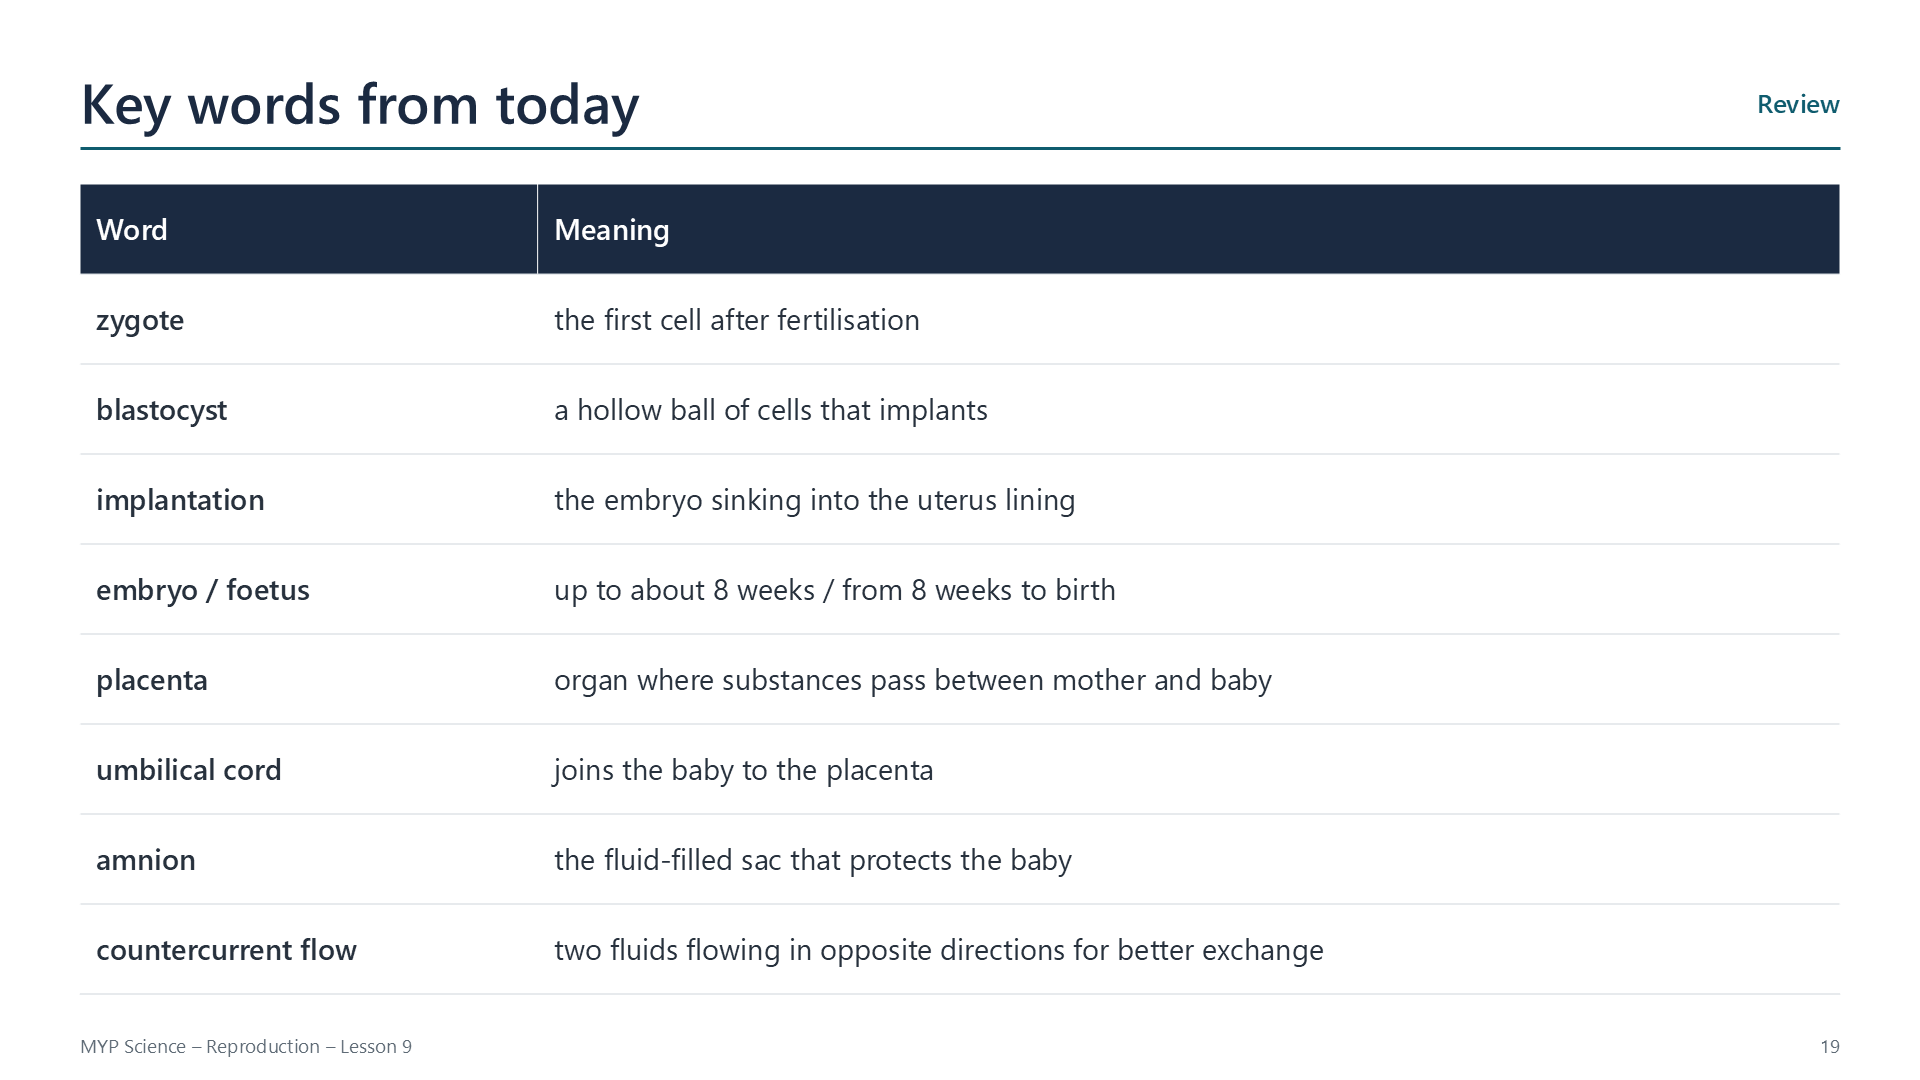 Key words from today
Review
Word Meaning
zygote the first cell after fertilisation
blastocyst a hollow ball of cells that implants
implantation the embryo sinking into the uterus lining
embryo / foetus up to about 8 weeks / from 8 weeks to birth
placenta organ where substances pass between mother and baby
umbilical cord joins the baby to the placenta
amnion the fluid-filled sac that protects the baby
countercurrent flow two fluids flowing in opposite directions for better exchange
MYP Science – Reproduction – Lesson 9
19